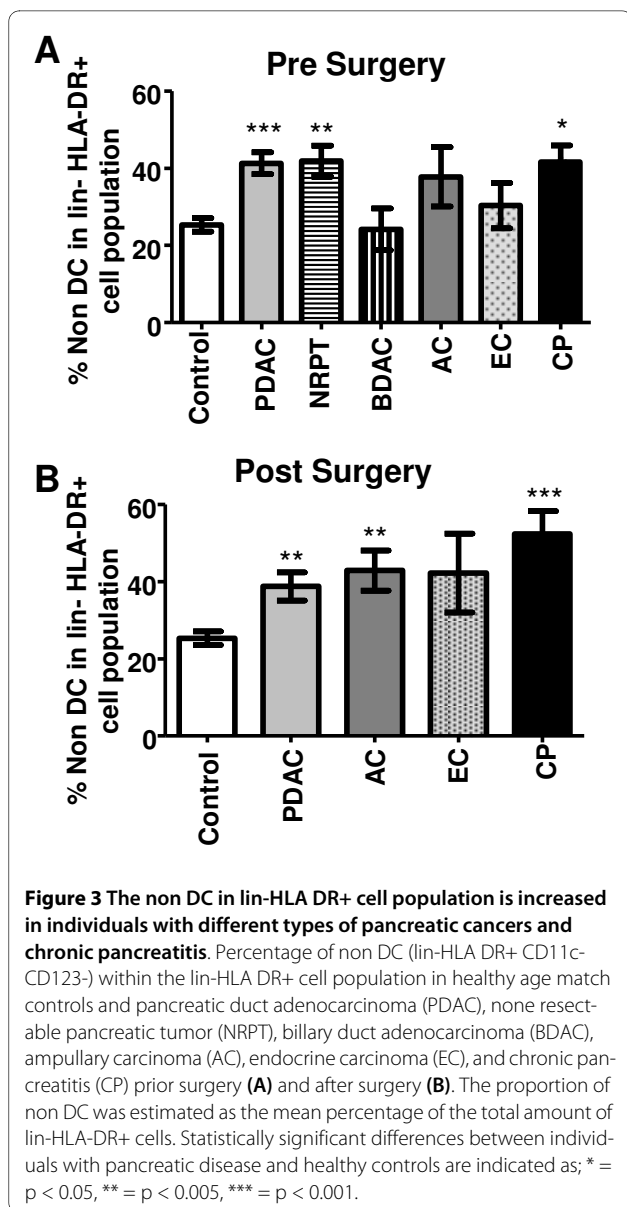 A
Pre Surgery
% Non DC in lin- HLA-DR+
cell population
60
40
20
0
***
**
*
Control
PDAC
NRPT
BDAC
AC
EC
CP
B
Post Surgery
% Non DC in lin- HLA-DR+
cell population
60
40
20
0
**
**
***
Control
PDAC
AC
EC
CP
Figure 3 The non DC in lin-HLA DR+ cell population is increased
in individuals with different types of pancreatic cancers and
chronic pancreatitis. Percentage of non DC (lin-HLA DR+ CD11c-
CD123-) within the lin-HLA DR+ cell population in healthy age match
controls and pancreatic duct adenocarcinoma (PDAC), none resect-
able pancreatic tumor (NRPT), billary duct adenocarcinoma (BDAC),
ampullary carcinoma (AC), endocrine carcinoma (EC), and chronic pan-
creatitis (CP) prior surgery (A) and after surgery (B). The proportion of
non DC was estimated as the mean percentage of the total amount of
lin-HLA-DR+ cells. Statistically significant differences between individ-
uals with pancreatic disease and healthy controls are indicated as; * =
p < 0.05, ** = p < 0.005, *** = p < 0.001.